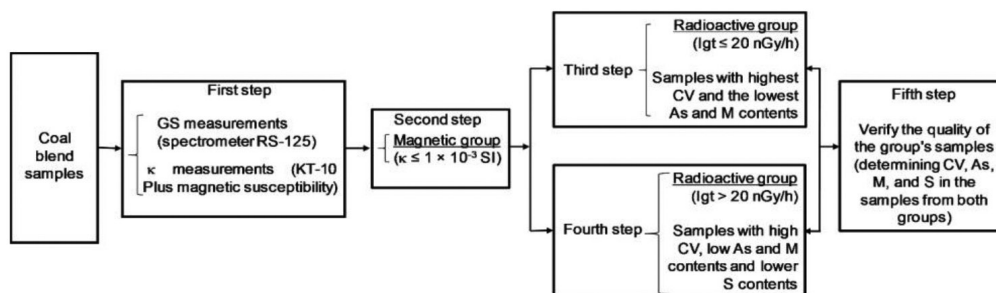 Coal
blend
samples
First step
GS measurements
(spectrometer RS-125)
κ measurements (KT-10
Plus magnetic susceptibility)
Second step
Magnetic group
(κ ≤ 1 × 10⁻³ SI)
Third step
Radioactive group
(Igt ≤ 20 nGy/h)
Samples with highest
CV and the lowest
As and M contents
Fourth step
Radioactive group
(Igt > 20 nGy/h)
Samples with high
CV, low As and M
contents and lower
S contents
Fifth step
Verify the quality of
the group's samples
(determining CV, As,
M, and S in the
samples from both
groups)